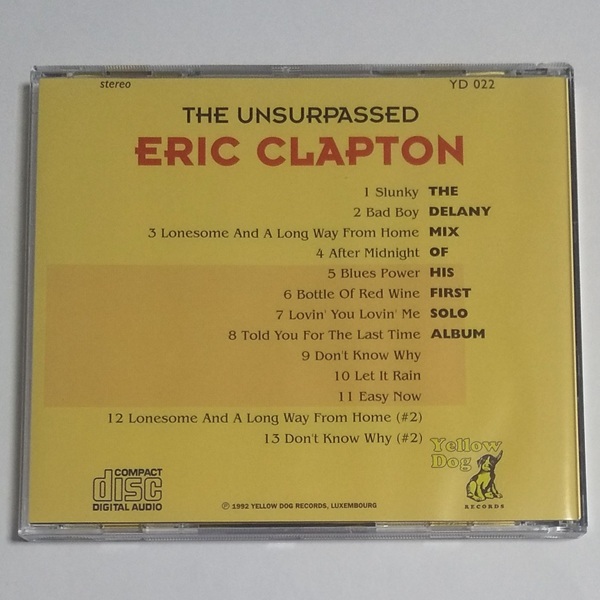 stereo YD 022
THE UNSURPASSED
ERIC CLAPTON
1 Slunky THE
2 Bad Boy DELANY
3 Lonesome And A Long Way From Home MIX
4 After Midnight OF
5 Blues Power HIS
6 Bottle Of Red Wine FIRST
7 Lovin' You Lovin' Me SOLO
8 Told You For The Last Time ALBUM
9 Don't Know Why
10 Let It Rain
11 Easy Now
12 Lonesome And A Long Way From Home (#2)
13 Don't Know Why (#2)
Yellow
Dog
RECORDS
COMPACT
disc
DIGITAL AUDIO
℗ 1992 YELLOW DOG RECORDS, LUXEMBOURG